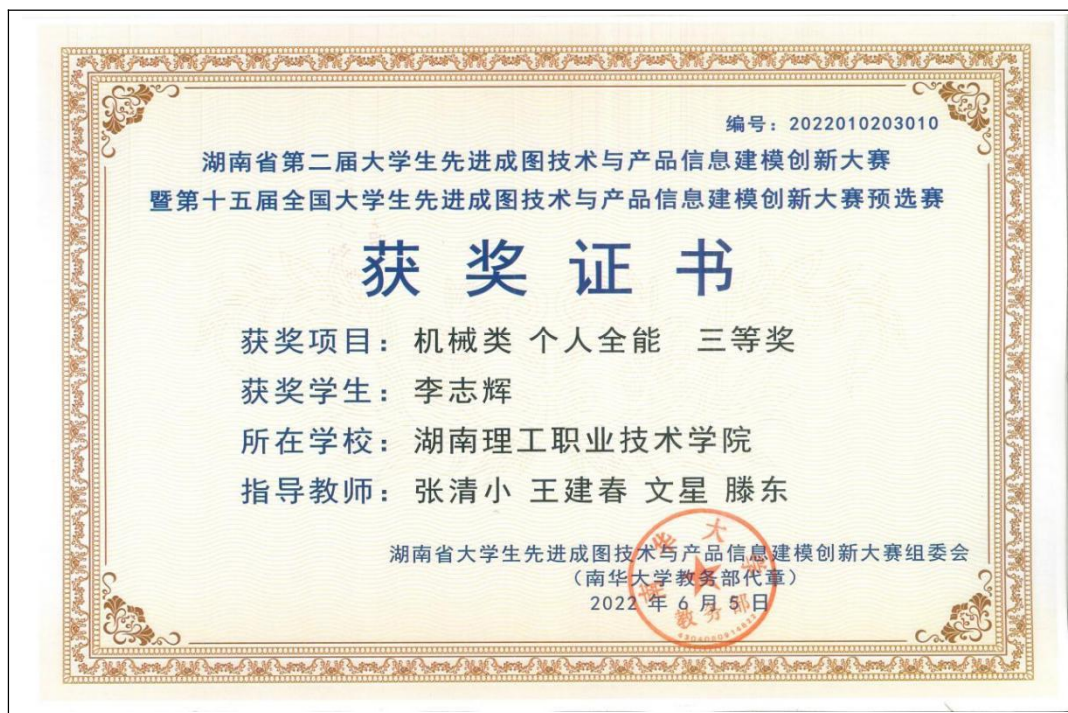 编号：2022010203010
湖南省第二届大学生先进成图技术与产品信息建模创新大赛
暨第十五届全国大学生先进成图技术与产品信息建模创新大赛预选赛
获奖证书
获奖项目：机械类 个人全能 三等奖
获奖学生：李志辉
所在学校：湖南理工职业技术学院
指导教师：张清小 王建春 文星 滕东
湖南省大学生先进成图技术与产品信息建模创新大赛组委会
（南华大学教务部代章）
2022 年 6 月 5 日
南华大学
教务部